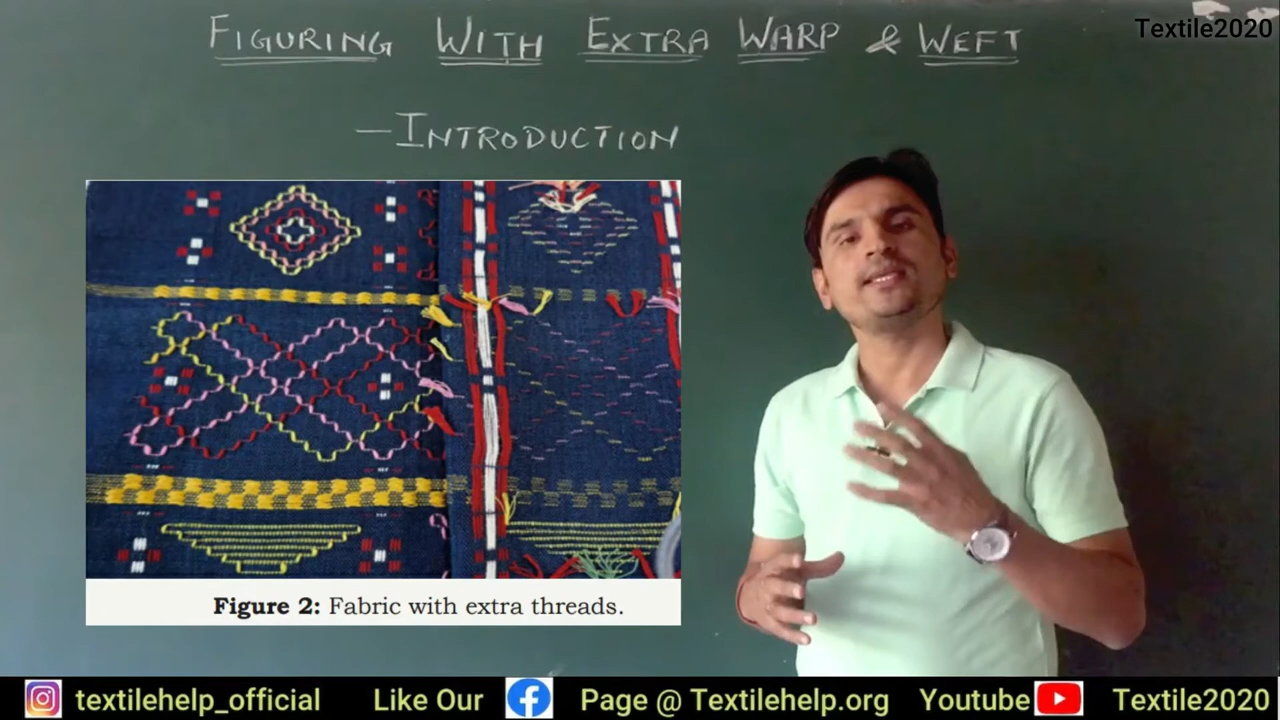 Textile2020
FIGURING WITH EXTRA WARP & WEFT
-INTRODUCTION
Figure 2: Fabric with extra threads.
textilehelp_official Like Our Page @ Textilehelp.org Youtube Textile2020